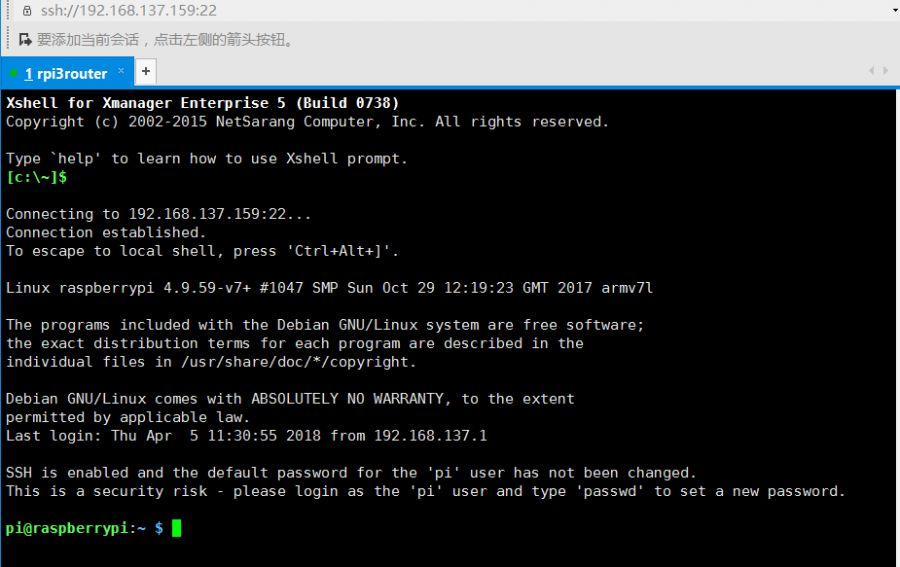 ssh://192.168.137.159:22
要添加当前会话，点击左侧的箭头按钮。
1 rpi3router × +
Xshell for Xmanager Enterprise 5 (Build 0738)
Copyright (c) 2002-2015 NetSarang Computer, Inc. All rights reserved.
Type `help' to learn how to use Xshell prompt.
[c:\~]$
Connecting to 192.168.137.159:22...
Connection established.
To escape to local shell, press 'Ctrl+Alt+]'.
Linux raspberrypi 4.9.59-v7+ #1047 SMP Sun Oct 29 12:19:23 GMT 2017 armv7l
The programs included with the Debian GNU/Linux system are free software;
the exact distribution terms for each program are described in the
individual files in /usr/share/doc/*/copyright.
Debian GNU/Linux comes with ABSOLUTELY NO WARRANTY, to the extent
permitted by applicable law.
Last login: Thu Apr  5 11:30:55 2018 from 192.168.137.1
SSH is enabled and the default password for the 'pi' user has not been changed.
This is a security risk - please login as the 'pi' user and type 'passwd' to set a new password.
pi@raspberrypi:~ $